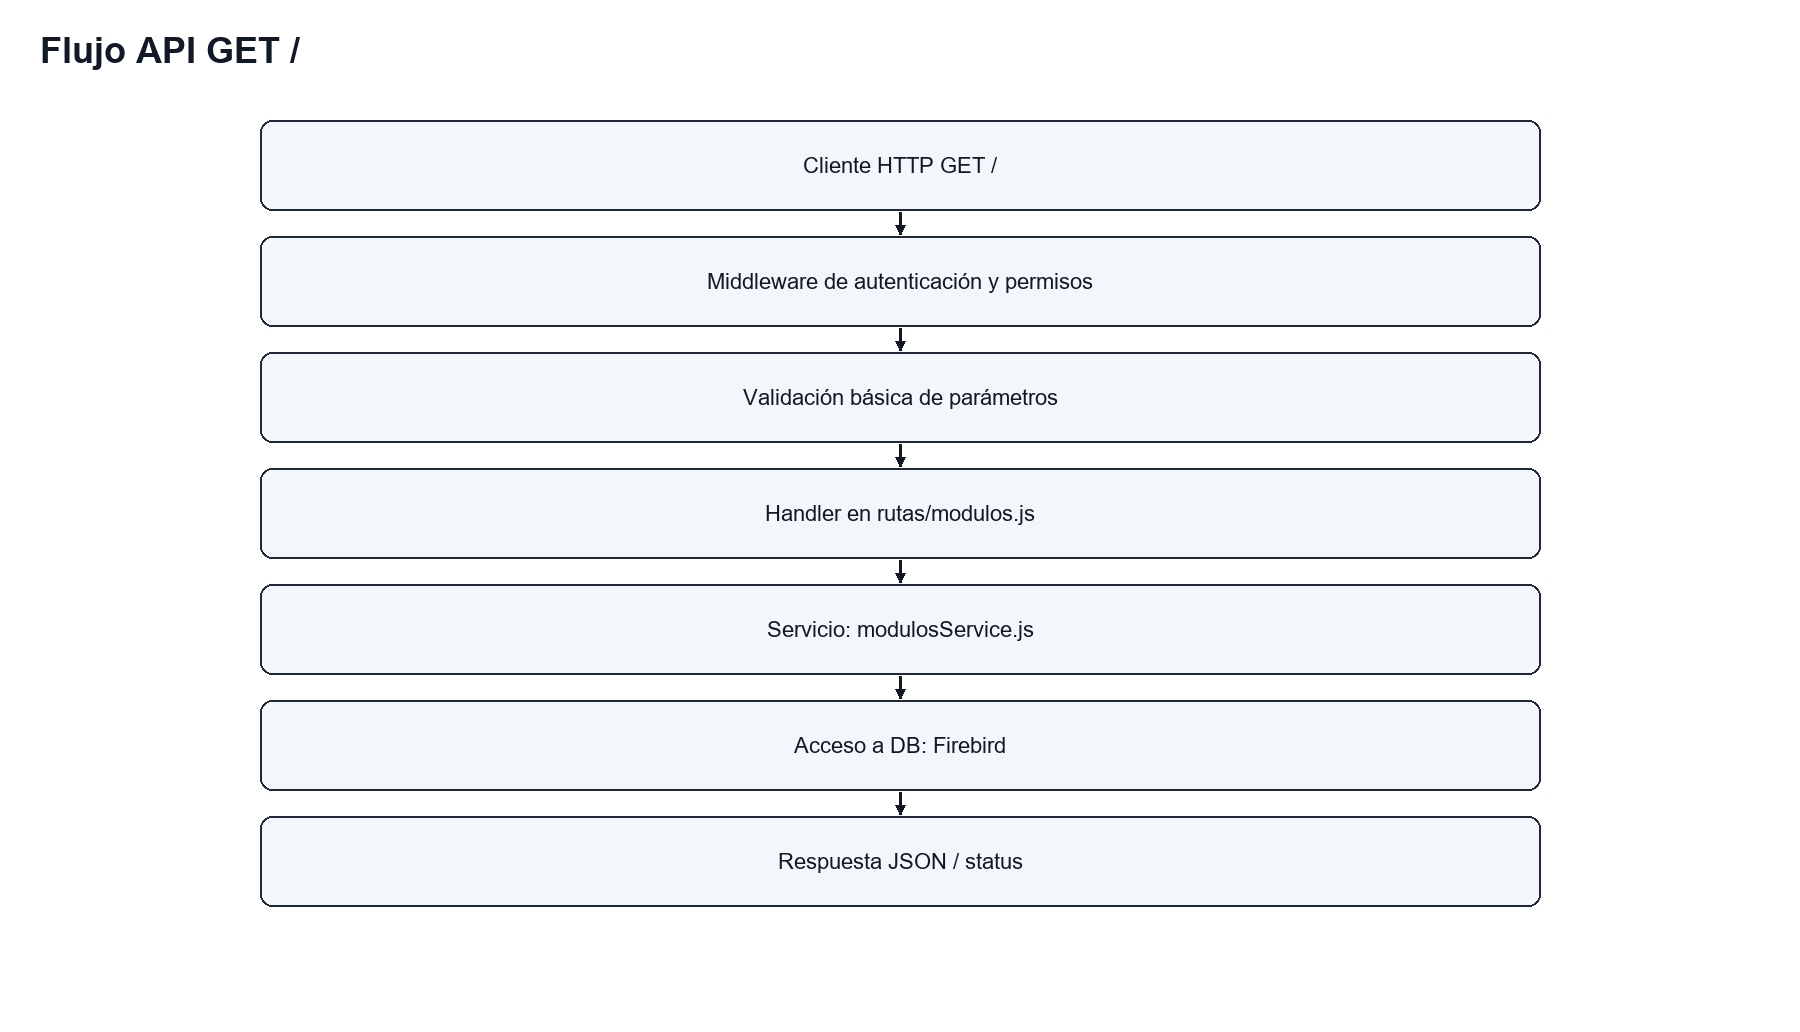 Flujo API GET /
Cliente HTTP GET /
Middleware de autenticación y permisos
Validación básica de parámetros
Handler en rutas/modulos.js
Servicio: modulosService.js
Acceso a DB: Firebird
Respuesta JSON / status